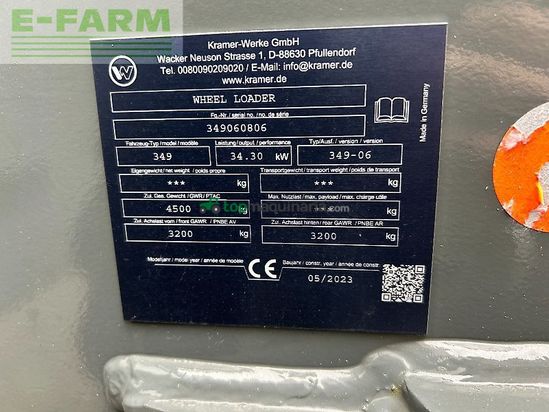 E-FARM
Kramer-Werke GmbH
Wacker Neuson Strasse 1, D-88630 Pfullendorf
Tel. 0080090209020 / E-Mail: info@kramer.de
www.kramer.de
WHEEL LOADER
Fg.-Nr./ serial no./ no. de série
349060806
Fahrzeug-Typ / model / modèle
Leistung / output / performance
Typ/Ausf. / version / version
349
34.30 kW
349-06
Eigengewicht / net weight / poids propre
Transportgewicht / transport weight / poids transport
*** kg
*** kg
Zul. Ges. Gewicht / GWR / PTAC
Max. Nutzlast / max. payload / max. charge utile
4500 kg
kg
topmaquinaria.com
Zul. Achslast vorn / front GAWR / PNBE AV
Zul. Achslast hinten / rear GAWR / PNBE AR
3200 kg
3200 kg
Modelljahr / model year / année de modèle
CE
Baujahr / constr. year / année de constr.
05/2023
Made in Germany